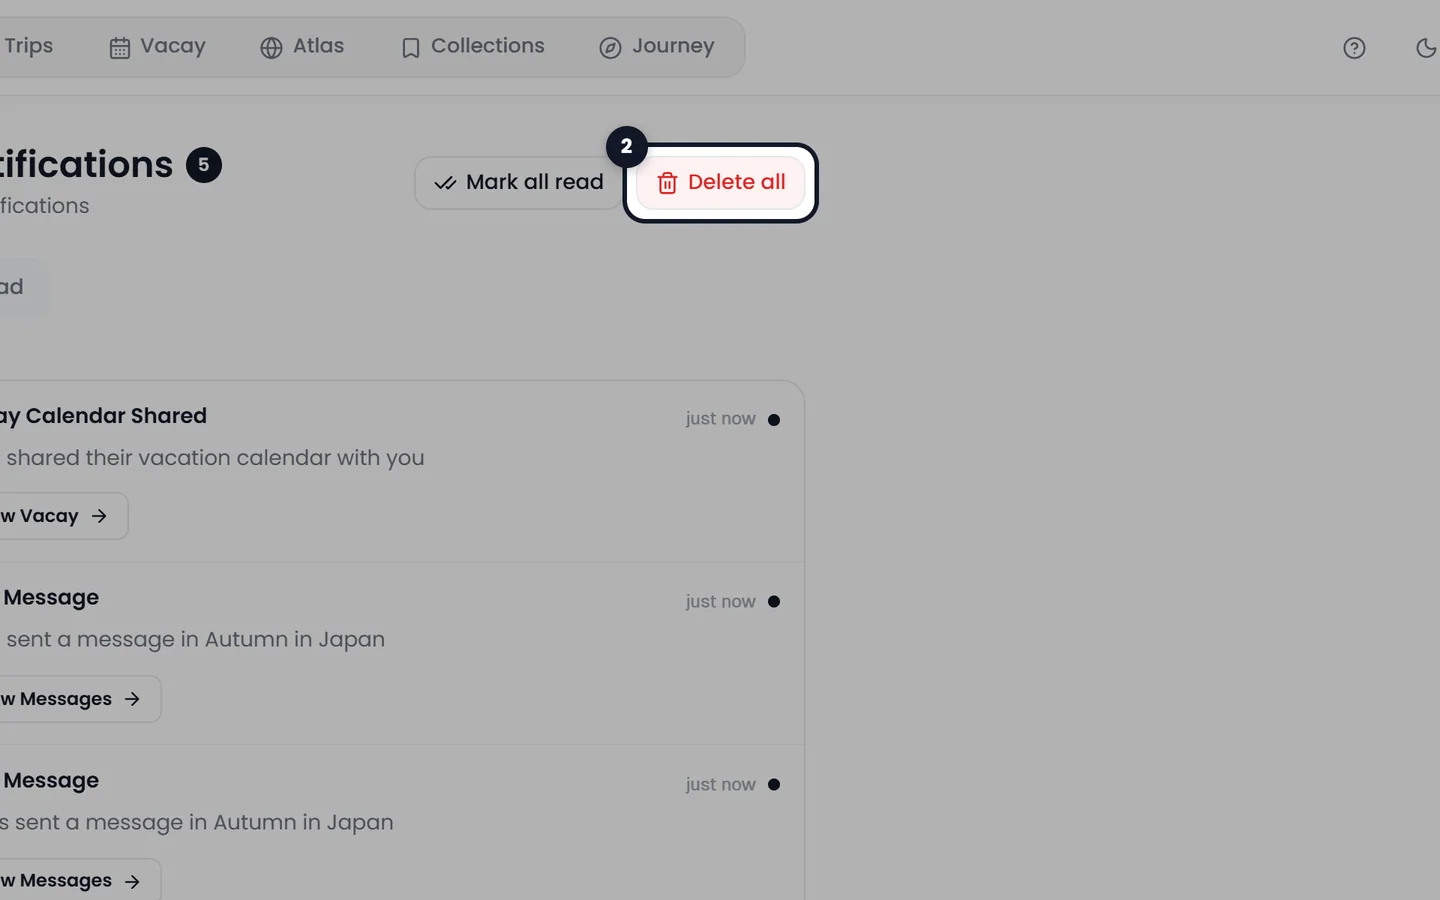 Trips Vacay Atlas Collections Journey
tifications 5
fications
Mark all read
2
Delete all
ad
ay Calendar Shared
just now
shared their vacation calendar with you
w Vacay
Message
just now
sent a message in Autumn in Japan
w Messages
Message
just now
s sent a message in Autumn in Japan
w Messages